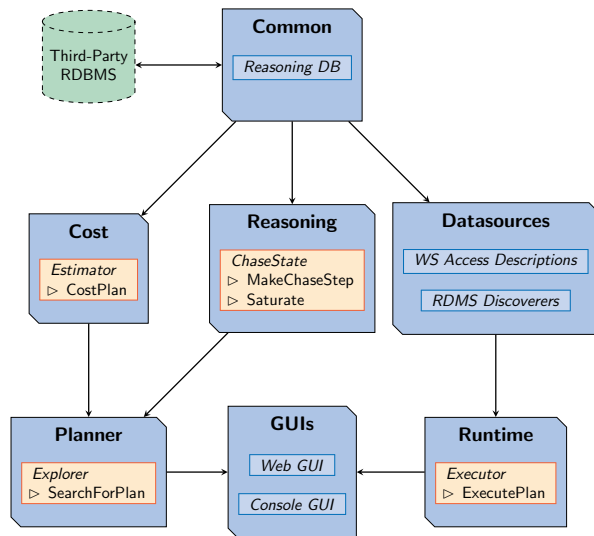 Common
Third-Party
RDBMS
Reasoning DB
Cost
Estimator
▷ CostPlan
Reasoning
ChaseState
▷ MakeChaseStep
▷ Saturate
Datasources
WS Access Descriptions
RDMS Discoverers
Planner
Explorer
▷ SearchForPlan
GUIs
Web GUI
Console GUI
Runtime
Executor
▷ ExecutePlan